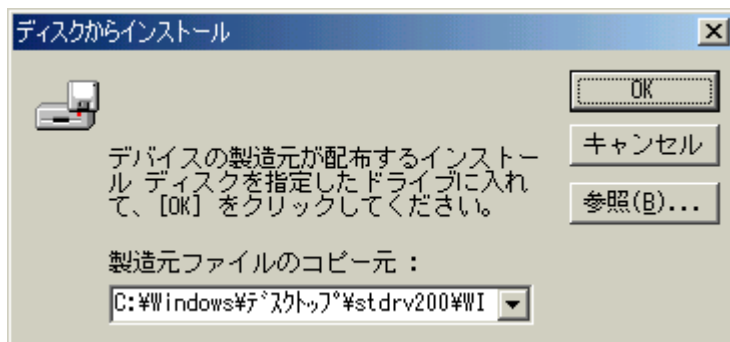 ディスクからインストール
OK
デバイスの製造元が配布するインストー
ル ディスクを指定したドライブに入れ
て、[OK] をクリックしてください。
キャンセル
参照(B)...
製造元ファイルのコピー元 :
C:¥Windows¥ﾃﾞｽｸﾄｯﾌﾟ¥stdrv200¥WI